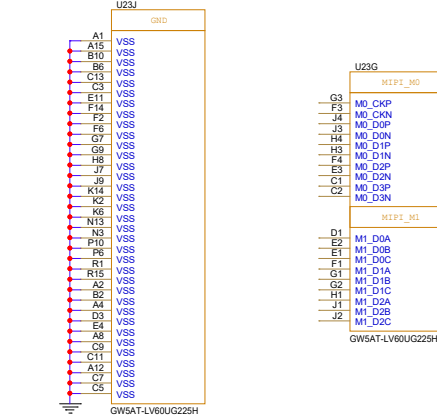 U23J
GND
A1 VSS
A15 VSS
B10 VSS
B6 VSS
C13 VSS
C3 VSS
E11 VSS
F14 VSS
F2 VSS
F6 VSS
G7 VSS
G9 VSS
H8 VSS
J7 VSS
J9 VSS
K14 VSS
K2 VSS
K6 VSS
N13 VSS
N3 VSS
P10 VSS
P6 VSS
R1 VSS
R15 VSS
A2 VSS
B2 VSS
A4 VSS
D3 VSS
E4 VSS
A8 VSS
C9 VSS
C11 VSS
A12 VSS
C7 VSS
C5 VSS
GW5AT-LV60UG225H
U23G
MIPI_M0
G3 M0_CKP
F3 M0_CKN
J4 M0_D0P
J3 M0_D0N
H4 M0_D1P
H3 M0_D1N
F4 M0_D2P
E3 M0_D2N
C1 M0_D3P
C2 M0_D3N
MIPI_M1
D1 M1_D0A
E2 M1_D0B
E1 M1_D0C
F1 M1_D1A
G1 M1_D1B
G2 M1_D1C
H1 M1_D2A
J1 M1_D2B
J2 M1_D2C
GW5AT-LV60UG225H